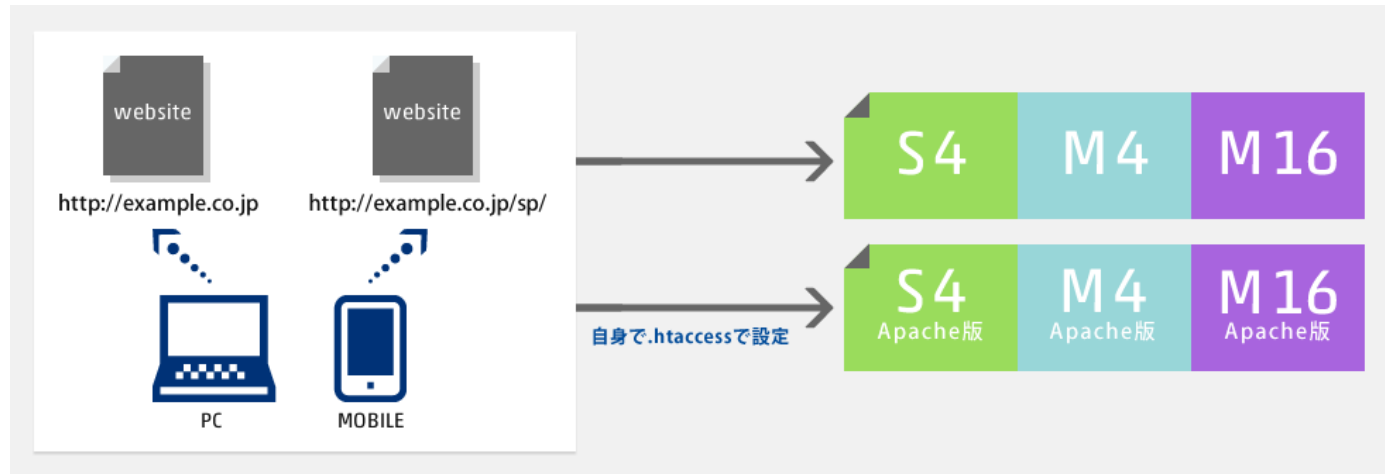 website
website
http://example.co.jp
http://example.co.jp/sp/
PC
MOBILE
自身で.htaccessで設定
S4
M4
M16
S4
Apache版
M4
Apache版
M16
Apache版